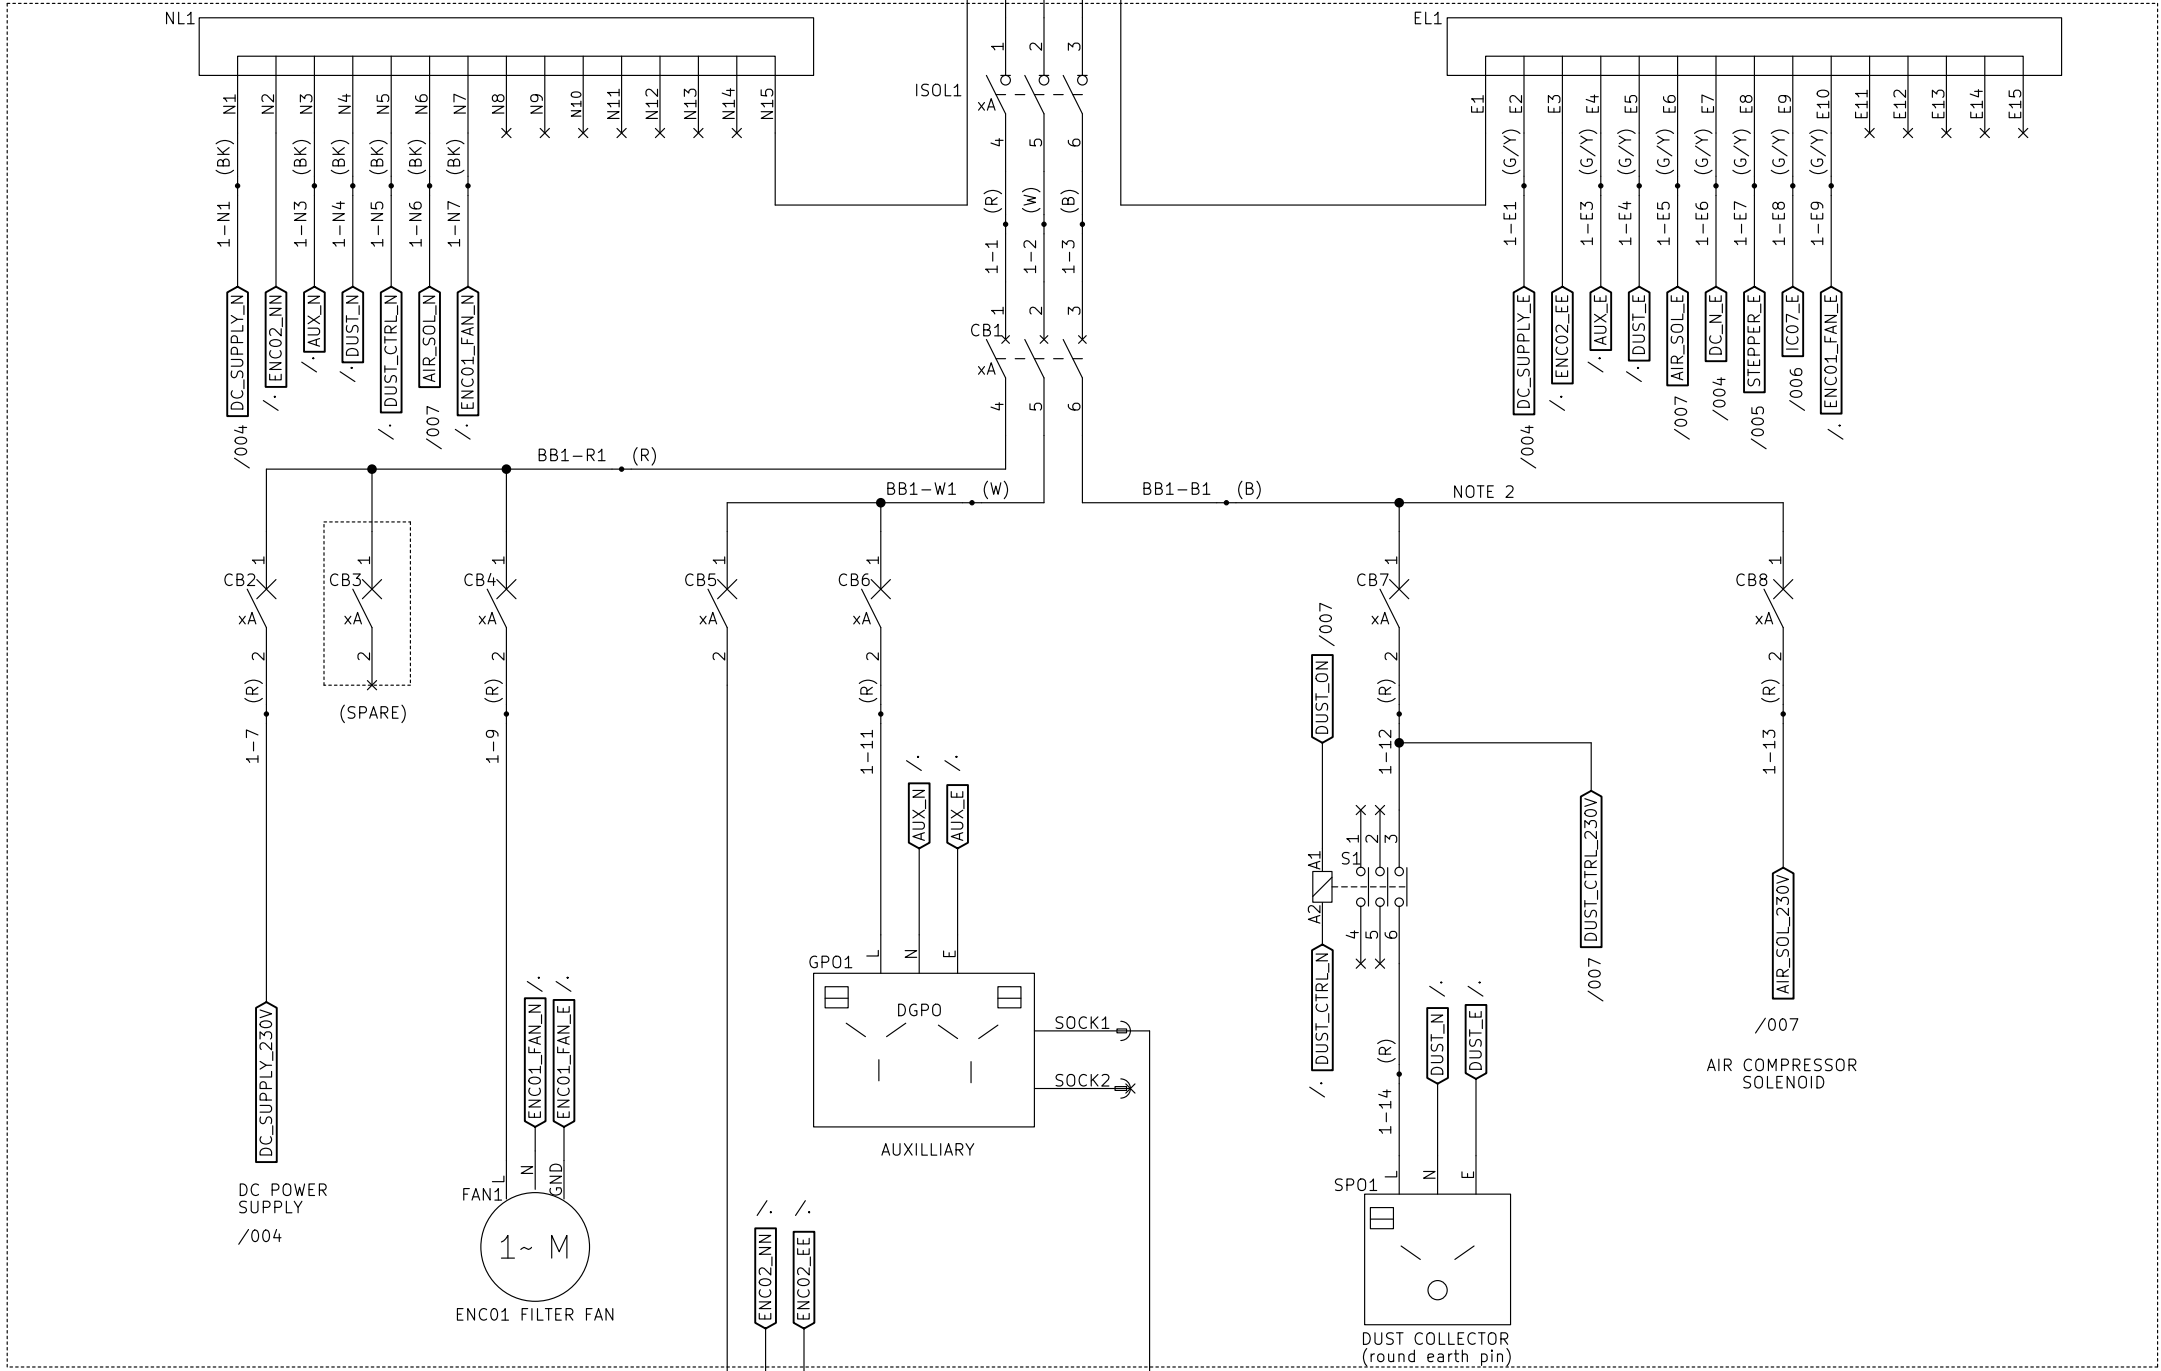 NL1
N1
N2
N3
N4
N5
N6
N7
N8
N9
N10
N11
N12
N13
N14
N15
(BK)
(BK)
(BK)
(BK)
(BK)
(BK)
1-N1
1-N3
1-N4
1-N5
1-N6
1-N7
DC_SUPPLY_N
/004
ENC02_NN
/.
AUX_N
/.
DUST_N
/.
DUST_CTRL_N
/.
AIR_SOL_N
/007
ENC01_FAN_N
/.
1
2
3
ISOL1
xA
4
5
6
(R)
(W)
(B)
1-1
1-2
1-3
1
2
3
CB1
xA
4
5
6
EL1
E1
E2
E3
E4
E5
E6
E7
E8
E9
E10
E11
E12
E13
E14
E15
(G/Y)
(G/Y)
(G/Y)
(G/Y)
(G/Y)
(G/Y)
(G/Y)
(G/Y)
1-E1
1-E3
1-E4
1-E5
1-E6
1-E7
1-E8
1-E9
DC_SUPPLY_E
/004
ENC02_EE
/.
AUX_E
/.
DUST_E
/.
AIR_SOL_E
/007
DC_N_E
/004
STEPPER_E
/005
IC07_E
/006
ENC01_FAN_E
/.
BB1-R1 (R)
BB1-W1 (W)
BB1-B1 (B)
NOTE 2
1
CB2
xA
2
(R)
1-7
DC_SUPPLY_230V
DC POWER
SUPPLY
/004
1
CB3
xA
2
(SPARE)
1
CB4
xA
2
(R)
1-9
ENC01_FAN_N
/.
ENC01_FAN_E
/.
L
N
GND
FAN1
1~ M
ENC01 FILTER FAN
1
CB5
xA
2
ENC02_NN
/.
ENC02_EE
/.
1
CB6
xA
2
(R)
1-11
AUX_N
/.
AUX_E
/.
L
N
E
GPO1
DGPO
SOCK1
SOCK2
AUXILLIARY
1
CB7
xA
2
(R)
1-12
/007
DUST_ON
A1
A2
S1
1
2
3
4
5
6
DUST_CTRL_N
/.
DUST_CTRL_230V
/007
(R)
1-14
DUST_N
/.
DUST_E
/.
L
N
E
SPO1
DUST COLLECTOR
(round earth pin)
1
CB8
xA
2
(R)
1-13
AIR_SOL_230V
/007
AIR COMPRESSOR
SOLENOID